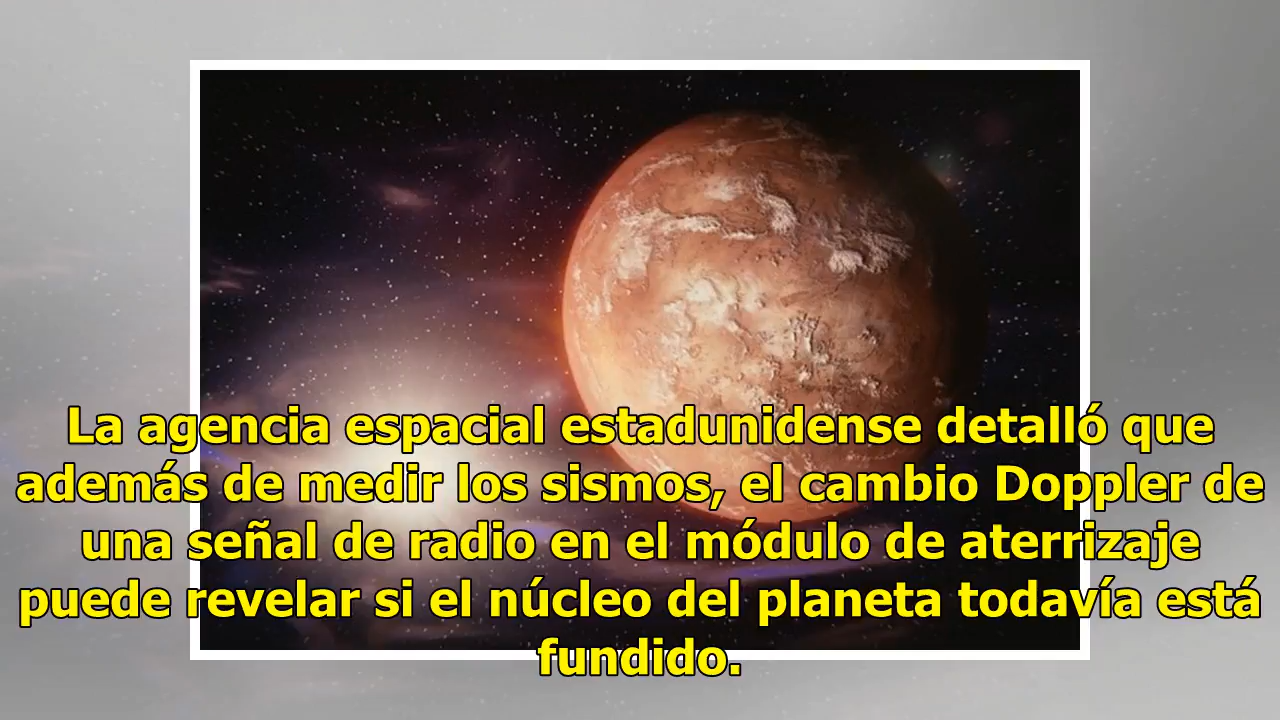 La agencia espacial estadunidense detalló que
además de medir los sismos, el cambio Doppler de
una señal de radio en el módulo de aterrizaje
puede revelar si el núcleo del planeta todavía está
fundido.